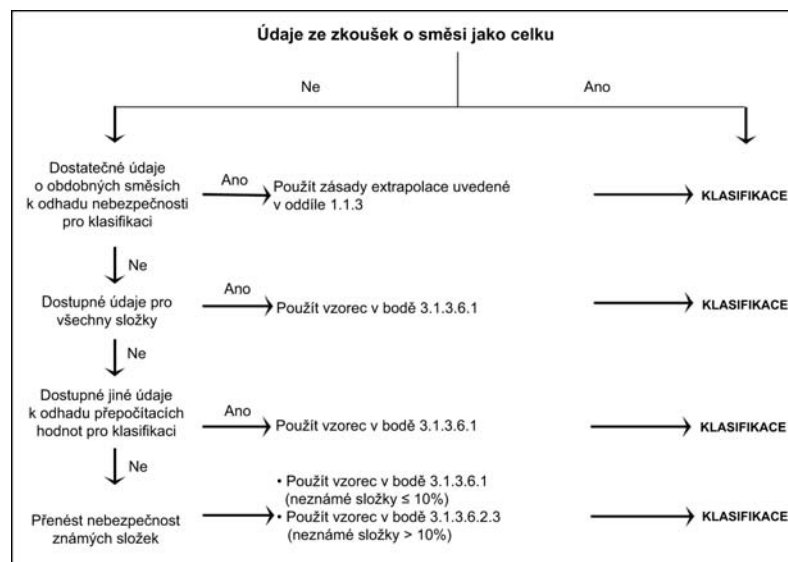 Údaje ze zkoušek o směsi jako celku
Ne
Ano
Dostatečné údaje
o obdobných směsích
k odhadu nebezpečnosti
pro klasifikaci
Ano
Použít zásady extrapolace uvedené
v oddíle 1.1.3
KLASIFIKACE
Ne
Dostupné údaje pro
všechny složky
Ano
Použít vzorec v bodě 3.1.3.6.1
KLASIFIKACE
Ne
Dostupné jiné údaje
k odhadu přepočítacích
hodnot pro klasifikaci
Ano
Použít vzorec v bodě 3.1.3.6.1
KLASIFIKACE
Ne
Přenést nebezpečnost
známých složek
• Použít vzorec v bodě 3.1.3.6.1
(neznámé složky ≤ 10%)
• Použít vzorec v bodě 3.1.3.6.2.3
(neznámé složky > 10%)
KLASIFIKACE